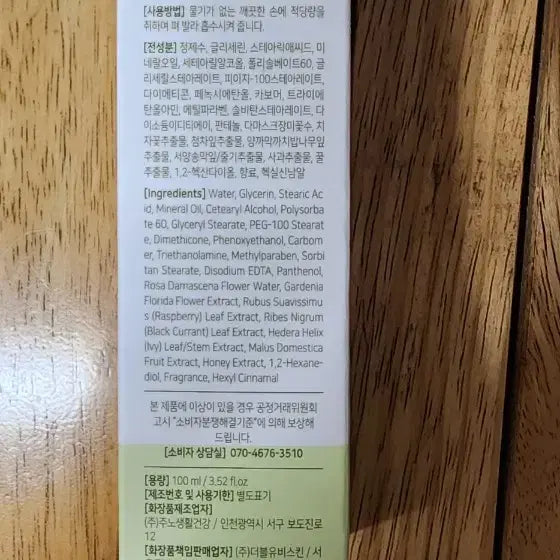 [사용방법] 물기가 없는 깨끗한 손에 적당량을
취하여 펴 발라 흡수시켜 줍니다.
[전성분] 정제수, 글리세린, 스테아릭애씨드, 미
네랄오일, 세테아릴알코올, 폴리솔베이트60, 글
리세릴스테아레이트, 피이지-100스테아레이트,
다이메티콘, 페녹시에탄올, 카보머, 트라이에
탄올아민, 메틸파라벤, 솔비탄스테아레이트, 다
이소듐이디티에이, 판테놀, 다마스크장미꽃수, 치
자꽃추출물, 첨차잎추출물, 양까막까치밥나무잎
추출물, 서양송악잎/줄기추출물, 사과추출물, 꿀
추출물, 1,2-헥산다이올, 향료, 헥실신남알
[Ingredients] Water, Glycerin, Stearic Ac
id, Mineral Oil, Cetearyl Alcohol, Polysorba
te 60, Glyceryl Stearate, PEG-100 Stearat
e, Dimethicone, Phenoxyethanol, Carbom
er, Triethanolamine, Methylparaben, Sorbi
tan Stearate, Disodium EDTA, Panthenol,
Rosa Damascena Flower Water, Gardenia
Florida Flower Extract, Rubus Suavissimu
s (Raspberry) Leaf Extract, Ribes Nigrum
(Black Currant) Leaf Extract, Hedera Helix
(Ivy) Leaf/Stem Extract, Malus Domestica
Fruit Extract, Honey Extract, 1,2-Hexane-
diol, Fragrance, Hexyl Cinnamal
본 제품에 이상이 있을 경우 공정거래위원회
고시 "소비자분쟁해결기준"에 의해 보상해
드립니다.
[소비자 상담실] 070-4676-3510
[용량] 100 ml / 3.52 fl.oz
[제조번호 및 사용기한] 별도표기
[화장품제조업자]
(주)주노생활건강 / 인천광역시 서구 보도진로
12
[화장품책임판매업자] (주)더블유비스킨 / 서